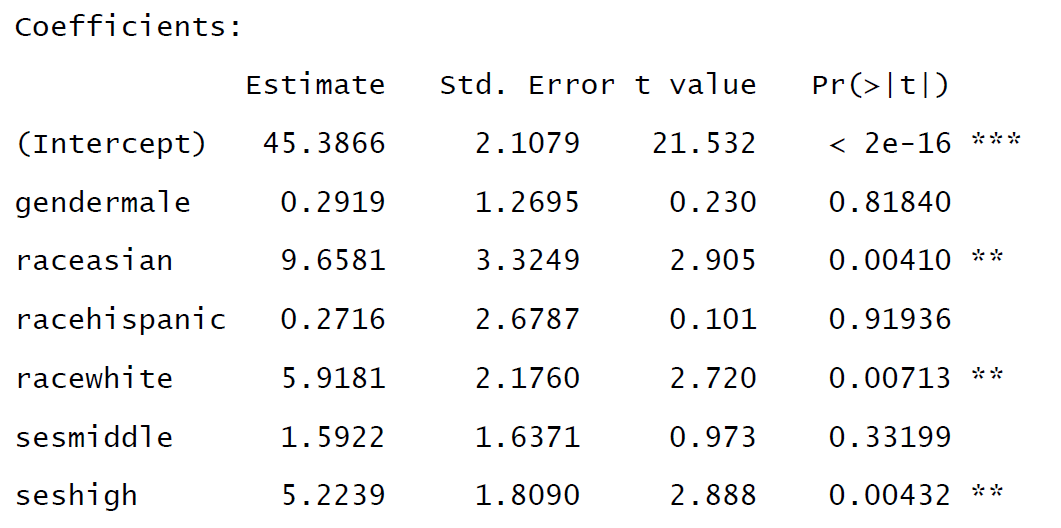 Coefficients:
Estimate Std. Error t value Pr(>|t|)
(Intercept) 45.3866 2.1079 21.532 < 2e-16 ***
gendermale 0.2919 1.2695 0.230 0.81840
raceasian 9.6581 3.3249 2.905 0.00410 **
racehispanic 0.2716 2.6787 0.101 0.91936
racewhite 5.9181 2.1760 2.720 0.00713 **
sesmiddle 1.5922 1.6371 0.973 0.33199
seshigh 5.2239 1.8090 2.888 0.00432 **